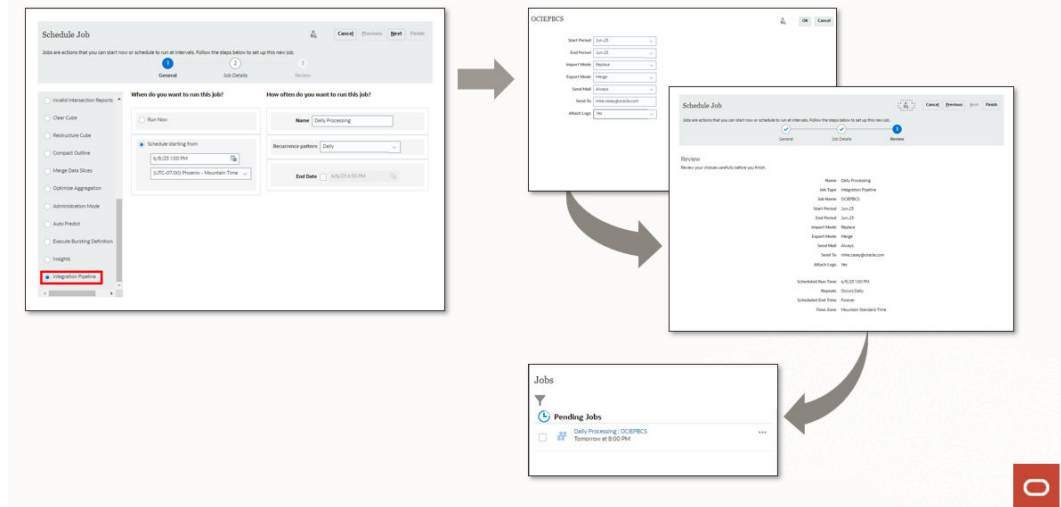 Schedule Job
Cancel Previous Next Finish
Jobs are actions that you can start now or schedule to run at intervals. Follow the steps below to set up this new job.
1 2 3
General Job Details Review
Invalid Intersection Reports
Clear Cube
Restructure Cube
Compact Outline
Merge Data Slices
Optimize Aggregation
Administration Mode
Auto Predict
Execute Bursting Definition
Insights
Integration Pipeline
When do you want to run this job?
Run Now
Schedule starting from
6/8/23 1:00 PM
(UTC-07:00) Phoenix - Mountain Time
How often do you want to run this job?
Name Daily Processing
Recurrence pattern Daily
End Date
OCIEPBCS
OK Cancel
Start Period Jun-23
End Period Jun-23
Import Mode Replace
Export Mode Merge
Send Mail Always
Send To mike.casey@oracle.com
Attach Logs Yes
Schedule Job
Cancel Previous Next Finish
Jobs are actions that you can start now or schedule to run at intervals. Follow the steps below to set up this new job.
3
General Job Details Review
Review
Review your choices carefully before you finish.
Name Daily Processing
Job Type Integration Pipeline
Job Name OCIEPBCS
Start Period Jun-23
End Period Jun-23
Import Mode Replace
Export Mode Merge
Send Mail Always
Send To mike.casey@oracle.com
Attach Logs Yes
Scheduled Run Time 6/8/23 1:00 PM
Repeats Occurs Daily
Scheduled End Time Forever
Time Zone Mountain Standard Time
Jobs
Pending Jobs
Daily Processing : OCIEPBCS
Tomorrow at 8:00 PM